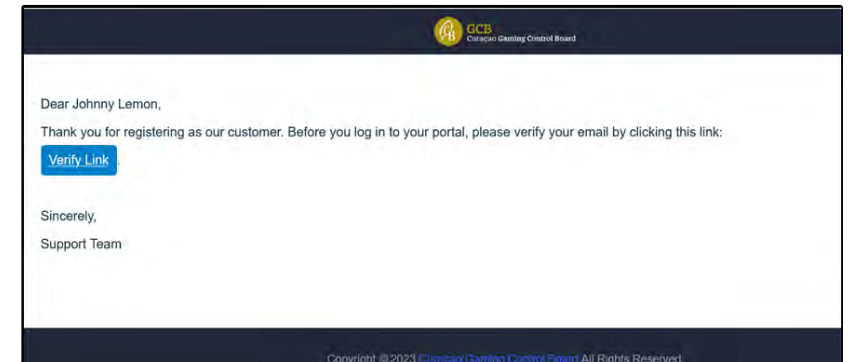 GCB
Curaçao Gaming Control Board
Dear Johnny Lemon,
Thank you for registering as our customer. Before you log in to your portal, please verify your email by clicking this link:
Verify Link.
Sincerely,
Support Team
Copyright © 2023 Curaçao Gaming Control Board All Rights Reserved.